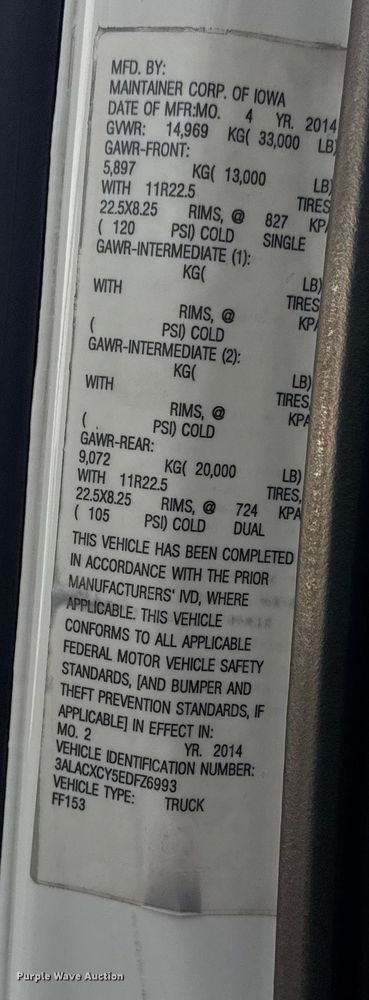 MFD. BY:
MAINTAINER CORP. OF IOWA
DATE OF MFR:MO. 4 YR. 2014
GVWR: 14,969 KG( 33,000 LB)
GAWR-FRONT:
5,897 KG( 13,000 LB)
WITH 11R22.5 TIRES
22.5X8.25 RIMS, @ 827 KPA
( 120 PSI) COLD SINGLE
GAWR-INTERMEDIATE (1):
KG( LB)
WITH TIRES
RIMS, @ KPA
( PSI) COLD
GAWR-INTERMEDIATE (2):
KG( LB)
WITH TIRES,
RIMS, @ KPA
( PSI) COLD
GAWR-REAR:
9,072 KG( 20,000 LB)
WITH 11R22.5 TIRES,
22.5X8.25 RIMS, @ 724 KPA
( 105 PSI) COLD DUAL
THIS VEHICLE HAS BEEN COMPLETED
IN ACCORDANCE WITH THE PRIOR
MANUFACTURERS' IVD, WHERE
APPLICABLE. THIS VEHICLE
CONFORMS TO ALL APPLICABLE
FEDERAL MOTOR VEHICLE SAFETY
STANDARDS, [AND BUMPER AND
THEFT PREVENTION STANDARDS, IF
APPLICABLE] IN EFFECT IN:
MO. 2 YR. 2014
VEHICLE IDENTIFICATION NUMBER:
3ALACXCY5EDFZ6993
VEHICLE TYPE: TRUCK
FF153
Purple Wave Auction